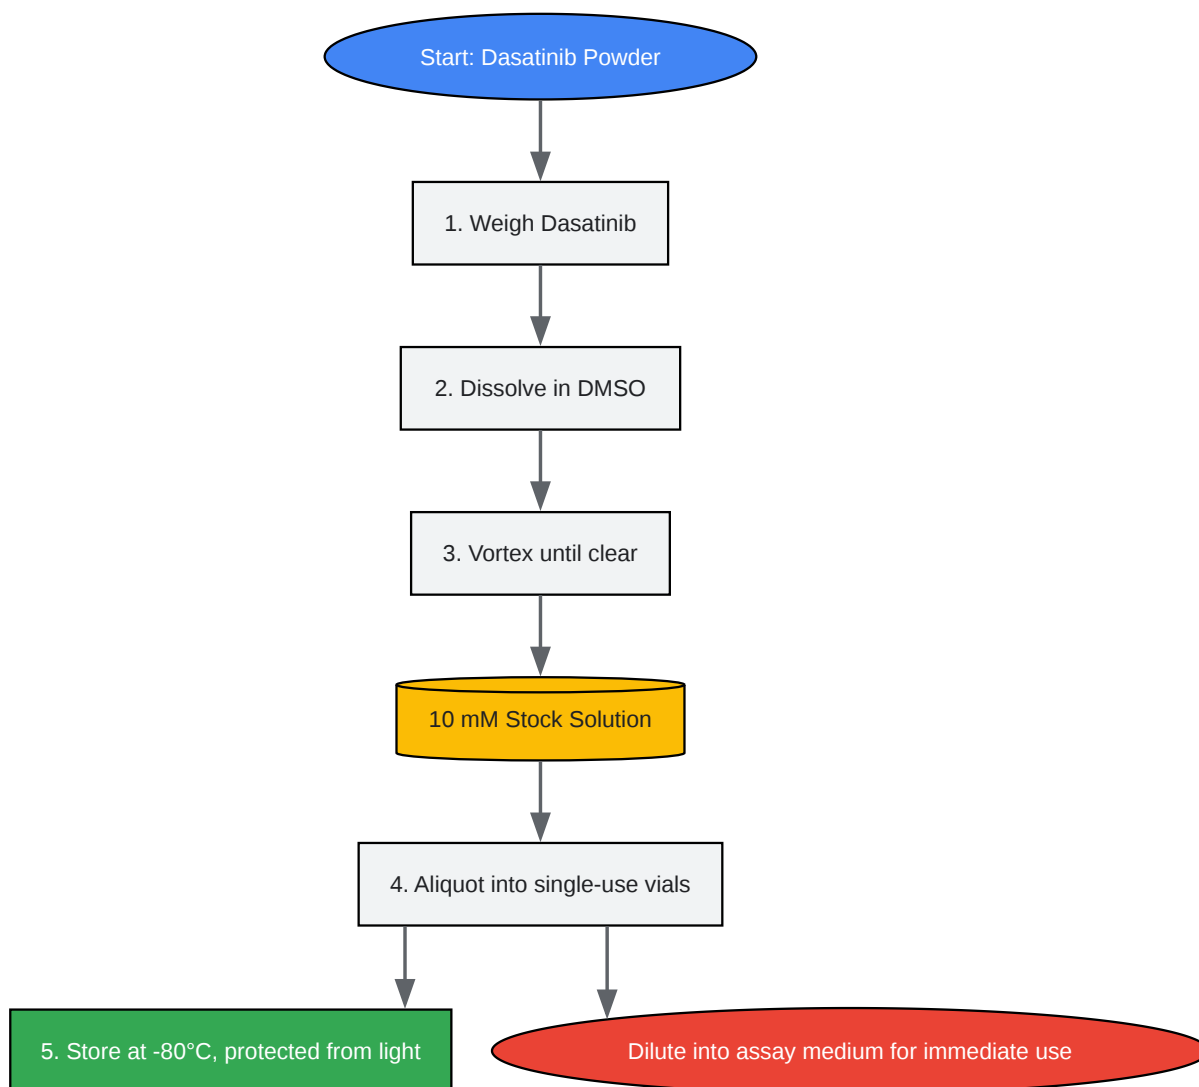 Start: Dasatinib Powder
1. Weigh Dasatinib
2. Dissolve in DMSO
3. Vortex until clear
10 mM Stock Solution
4. Aliquot into single-use vials
5. Store at -80°C, protected from light
Dilute into assay medium for immediate use